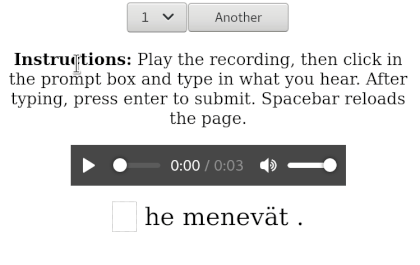 1 Another
Instructions: Play the recording, then click in
the prompt box and type in what you hear. After
typing, press enter to submit. Spacebar reloads
the page.
0:00 / 0:03
he menevät .